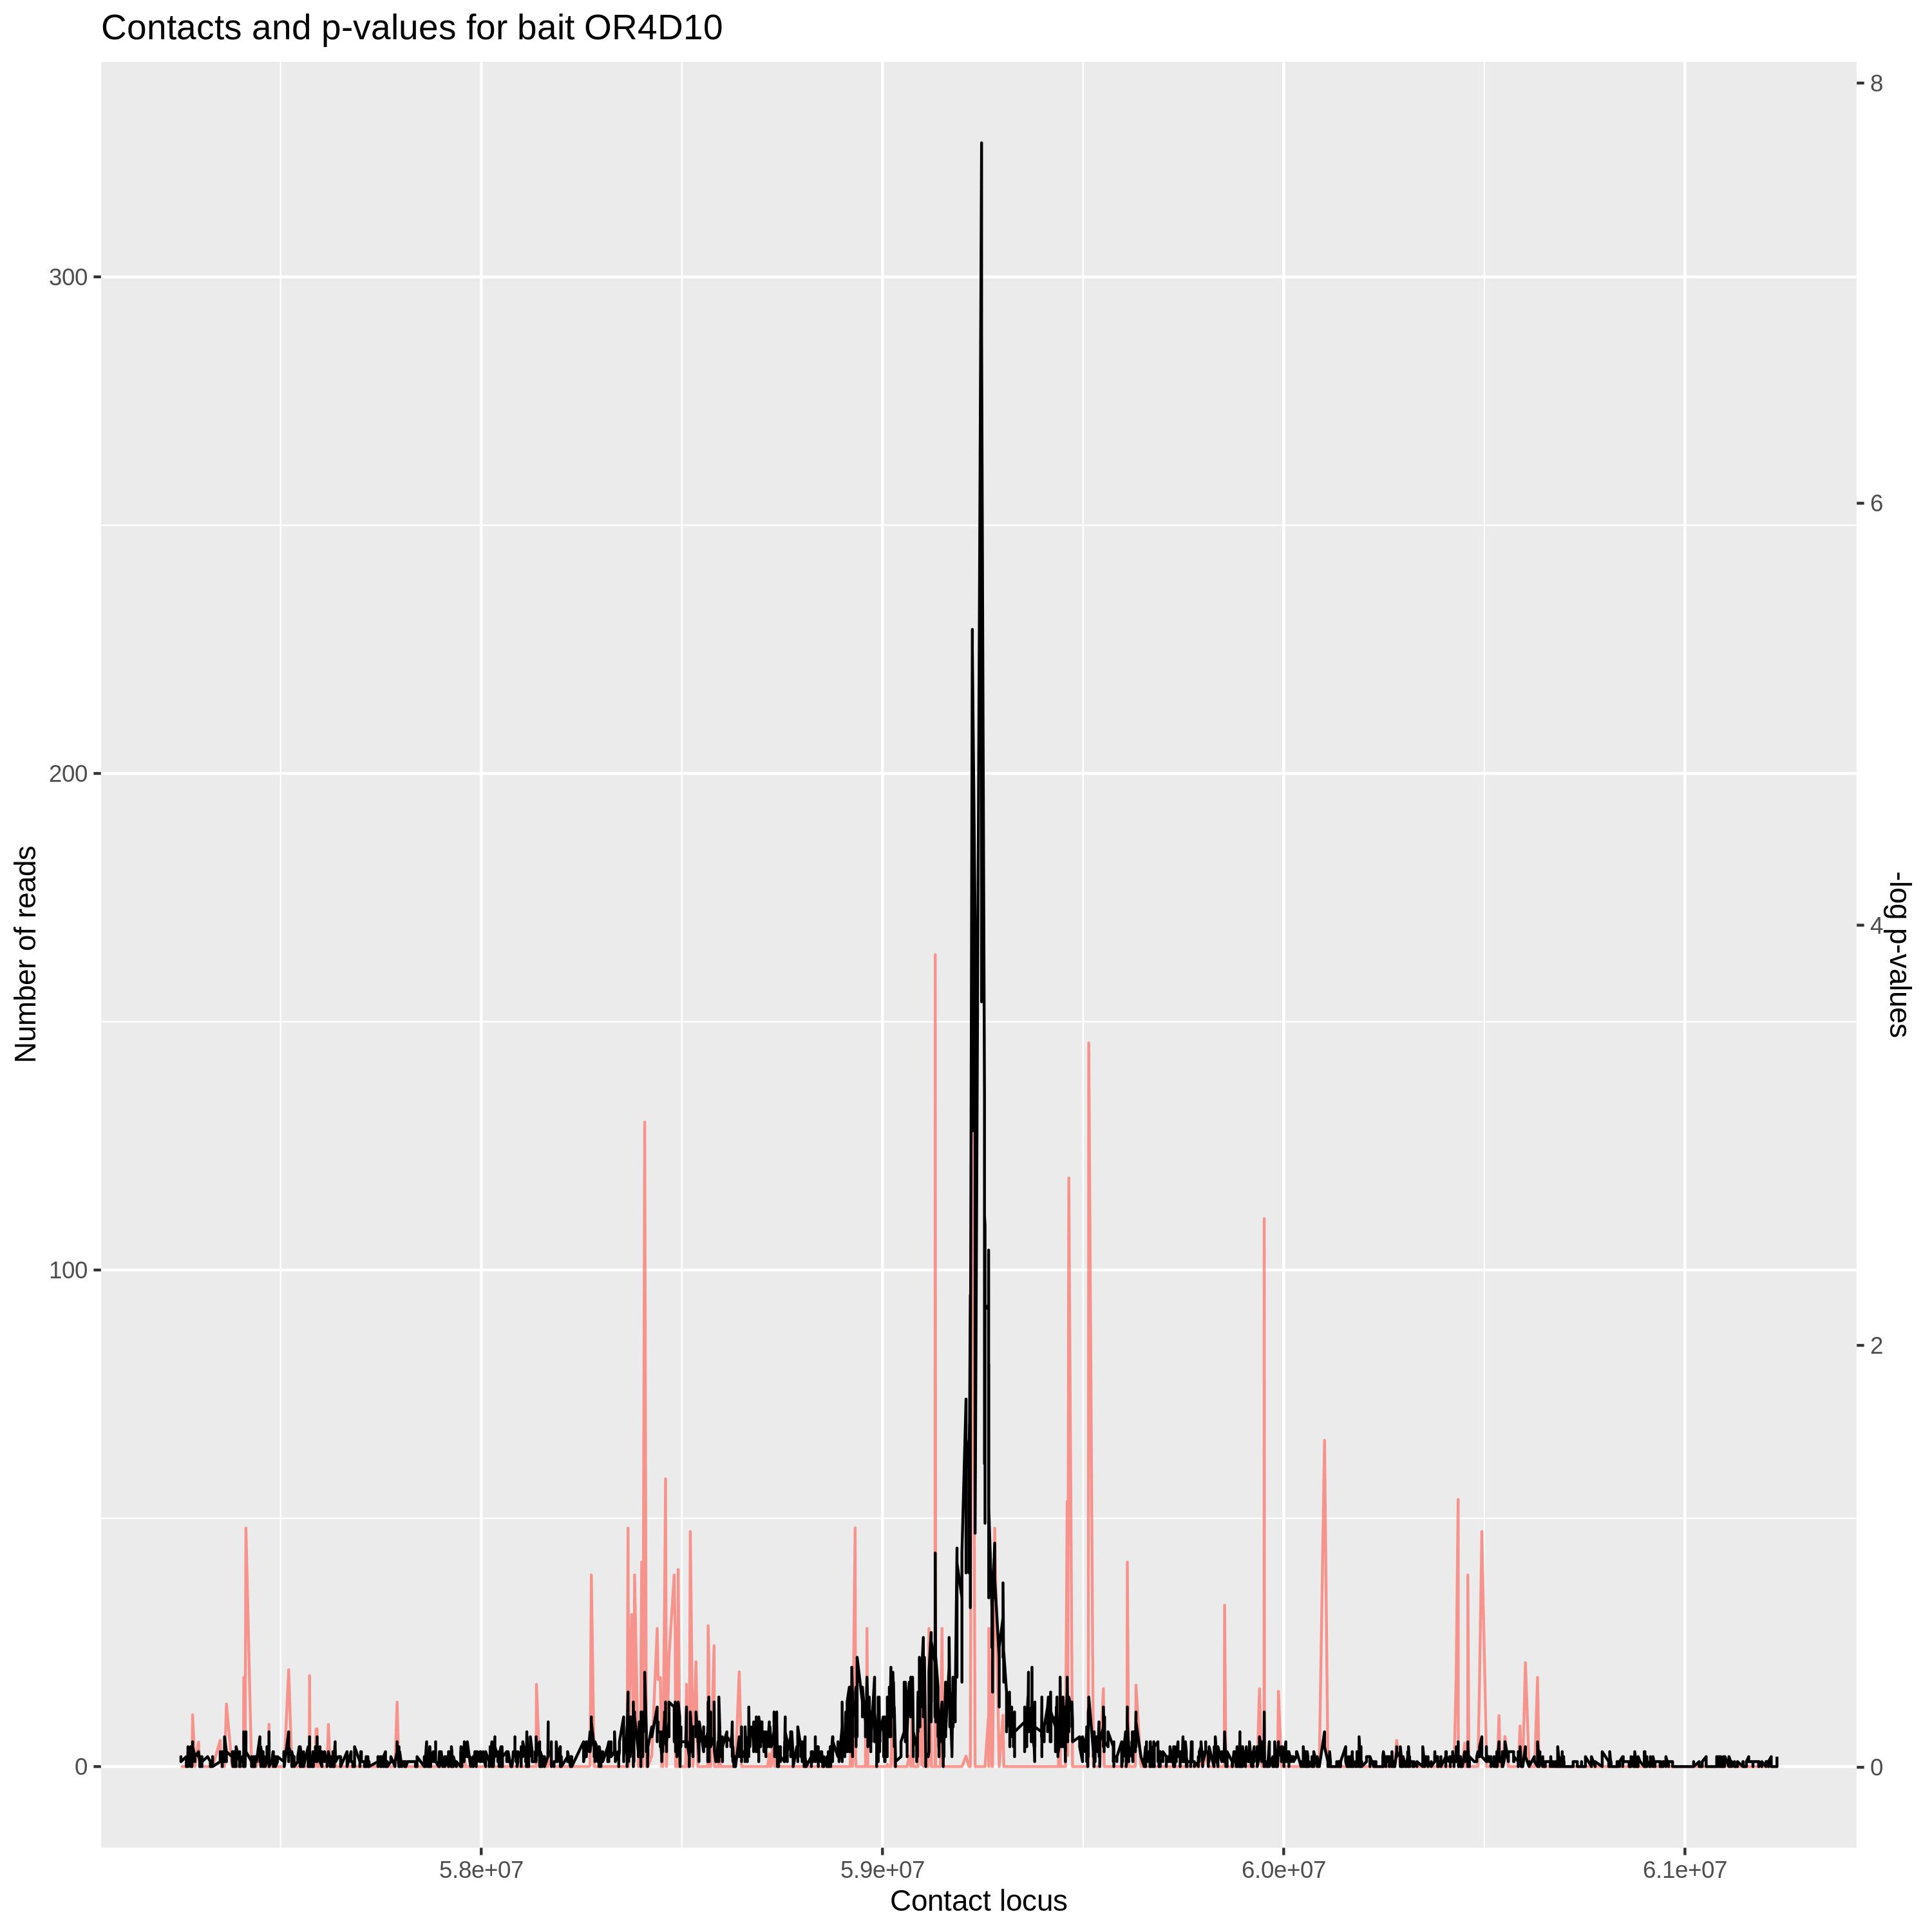 Contacts and p-values for bait OR4D10
Number of reads
300
200
100
0
8
6
4
2
0
-log p-values
5.8e+07
5.9e+07
6.0e+07
6.1e+07
Contact locus